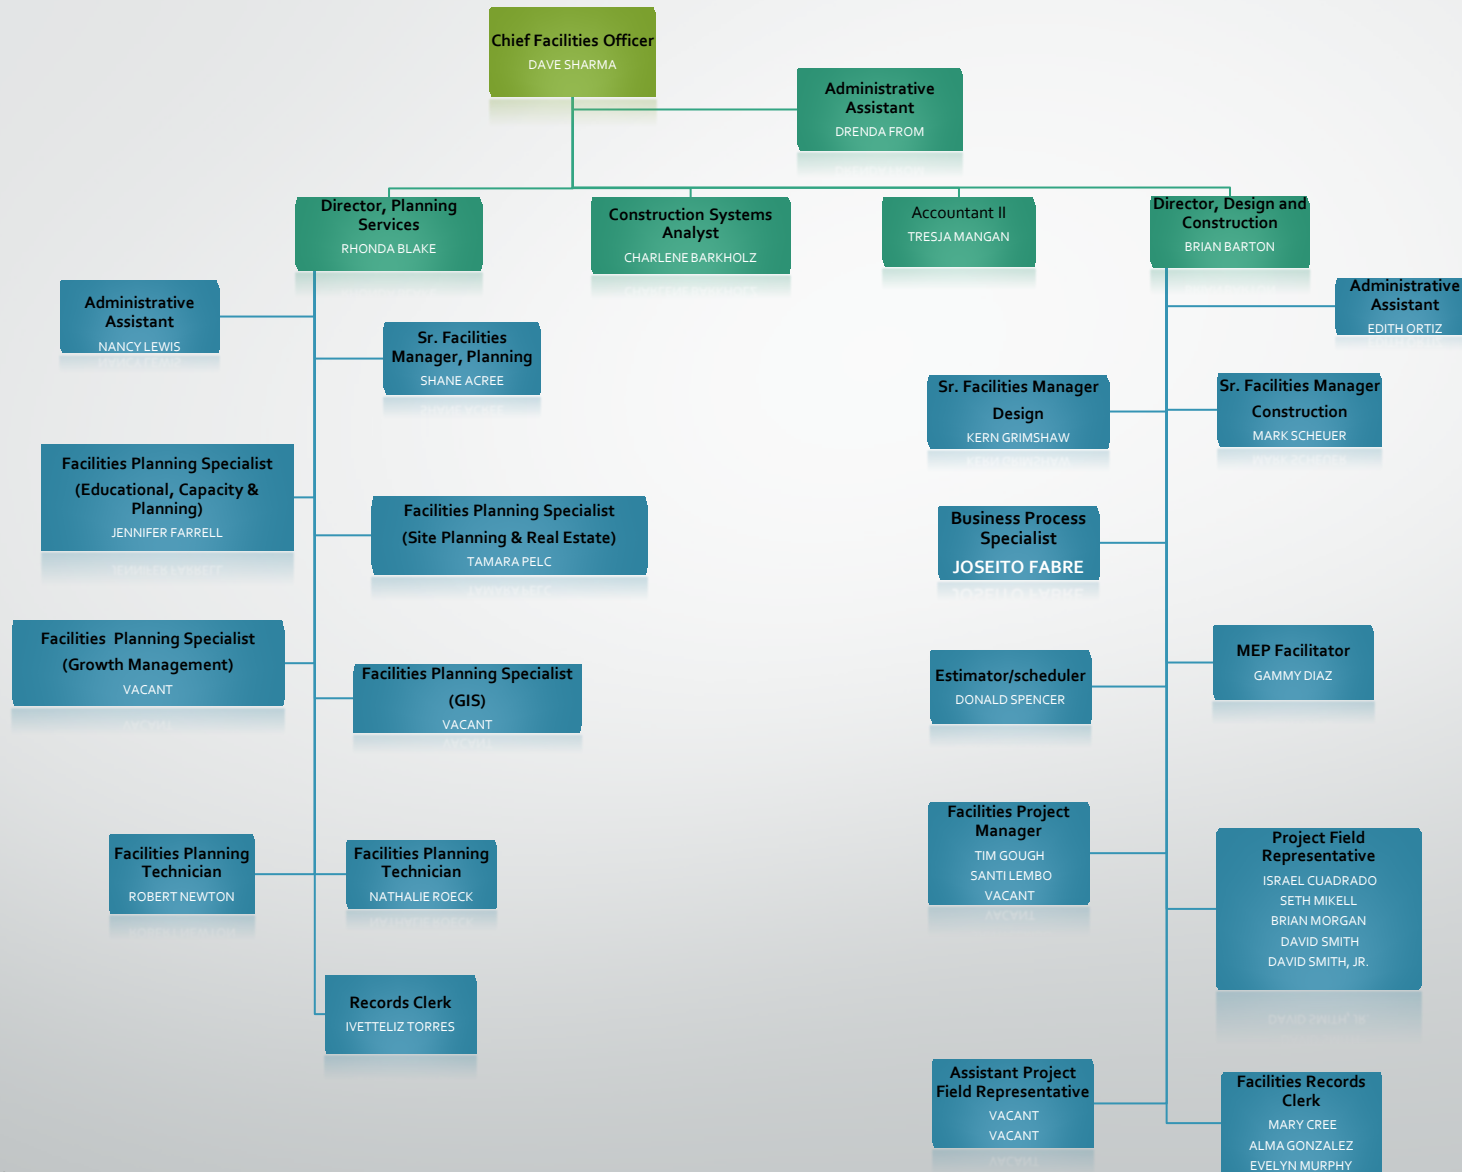 Chief Facilities Officer
DAVE SHARMA
Administrative
Assistant
DRENDA FROM
Director, Planning
Services
RHONDA BLAKE
Construction Systems
Analyst
CHARLENE BARKHOLZ
Accountant II
TRESJA MANGAN
Director, Design and
Construction
BRIAN BARTON
Administrative
Assistant
NANCY LEWIS
Sr. Facilities
Manager, Planning
SHANE ACREE
Administrative
Assistant
EDITH ORTIZ
Sr. Facilities Manager
Design
KERN GRIMSHAW
Sr. Facilities Manager
Construction
MARK SCHEUER
Facilities Planning Specialist
(Educational, Capacity &
Planning)
JENNIFER FARRELL
Facilities Planning Specialist
(Site Planning & Real Estate)
TAMARA PELC
Business Process
Specialist
JOSEITO FABRE
Facilities  Planning Specialist
(Growth Management)
VACANT
Facilities Planning Specialist
(GIS)
VACANT
Estimator/scheduler
DONALD SPENCER
MEP Facilitator
GAMMY DIAZ
Facilities Planning
Technician
ROBERT NEWTON
Facilities Planning
Technician
NATHALIE ROECK
Facilities Project
Manager
TIM GOUGH
SANTI LEMBO
VACANT
Project Field
Representative
ISRAEL CUADRADO
SETH MIKELL
BRIAN MORGAN
DAVID SMITH
DAVID SMITH, JR.
Records Clerk
IVETTELIZ TORRES
Assistant Project
Field Representative
VACANT
VACANT
Facilities Records
Clerk
MARY CREE
ALMA GONZALEZ
EVELYN MURPHY